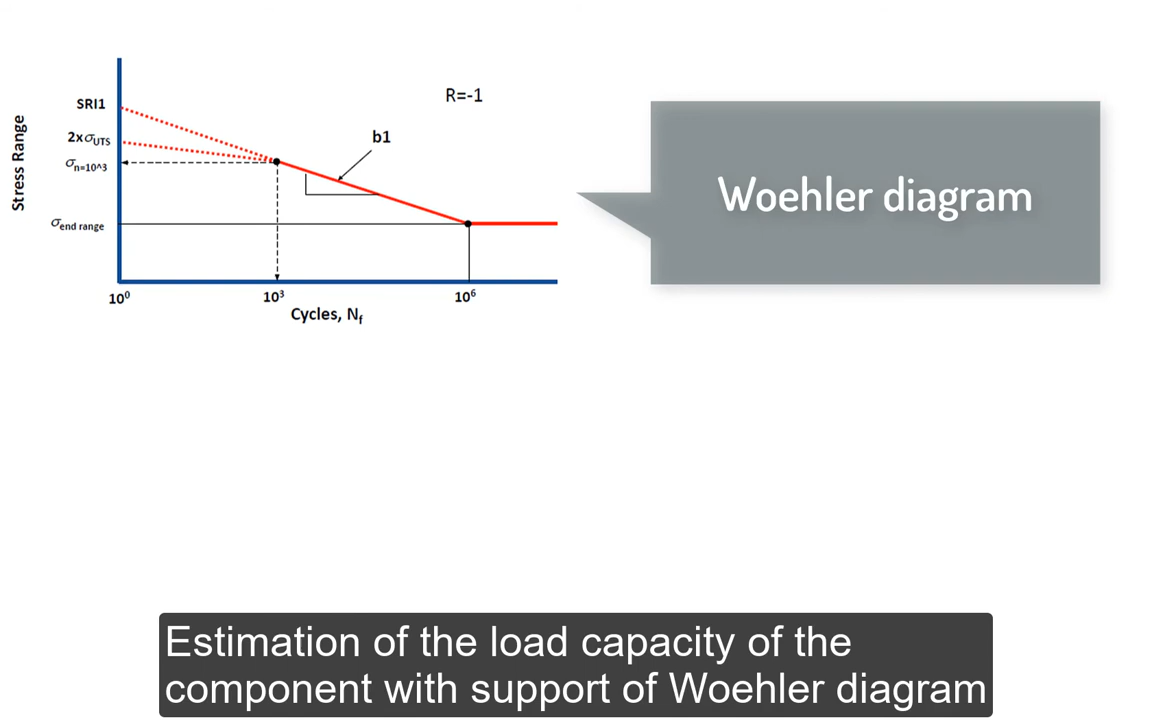 R=-1
SRI1
2xσUTS
b1
σn=10^3
Stress Range
σend range
10⁰
10³
10⁶
Cycles, Nf
Woehler diagram
Estimation of the load capacity of the
component with support of Woehler diagram